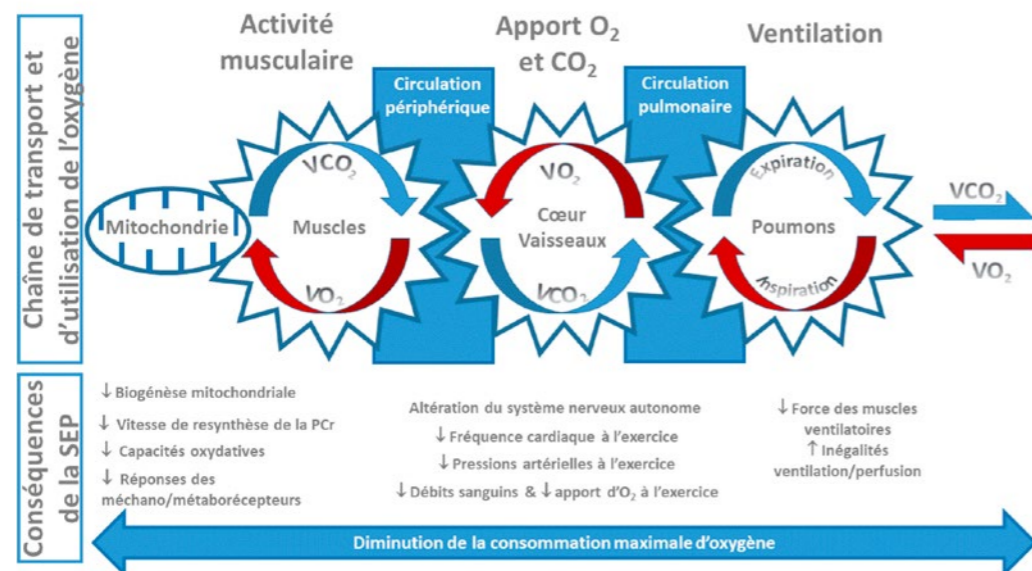 Chaîne de transport et
d'utilisation de l'oxygène
Activité
musculaire
Apport O₂
et CO₂
Ventilation
Circulation
périphérique
Circulation
pulmonaire
Mitochondrie
VCO₂
Muscles
VO₂
VO₂
Cœur
Vaisseaux
VCO₂
Expiration
Poumons
Inspiration
VCO₂
VO₂
Conséquences
de la SEP
↓ Biogénèse mitochondriale
↓ Vitesse de resynthèse de la PCr
↓ Capacités oxydatives
↓ Réponses des
méchano/métaborécepteurs
Altération du système nerveux autonome
↓ Fréquence cardiaque à l'exercice
↓ Pressions artérielles à l'exercice
↓ Débits sanguins & ↓ apport d'O₂ à l'exercice
↓ Force des muscles
ventilatoires
↑ Inégalités
ventilation/perfusion
Diminution de la consommation maximale d'oxygène